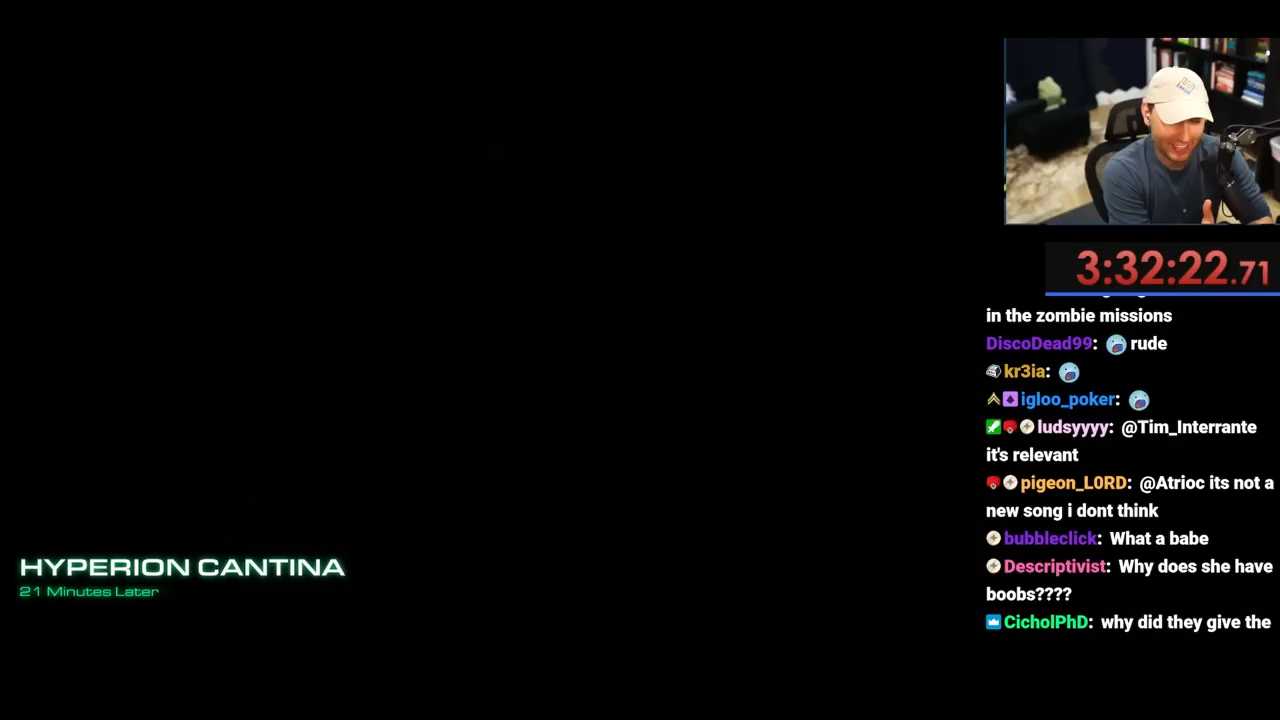 3:32:22.71
in the zombie missions
DiscoDead99: rude
kr3ia:
igloo_poker:
ludsyyyy: @Tim_Interrante
it's relevant
pigeon_L0RD: @Atrioc its not a
new song i dont think
bubbleclick: What a babe
Descriptivist: Why does she have
boobs????
CicholPhD: why did they give the
HYPERION CANTINA
21 Minutes Later